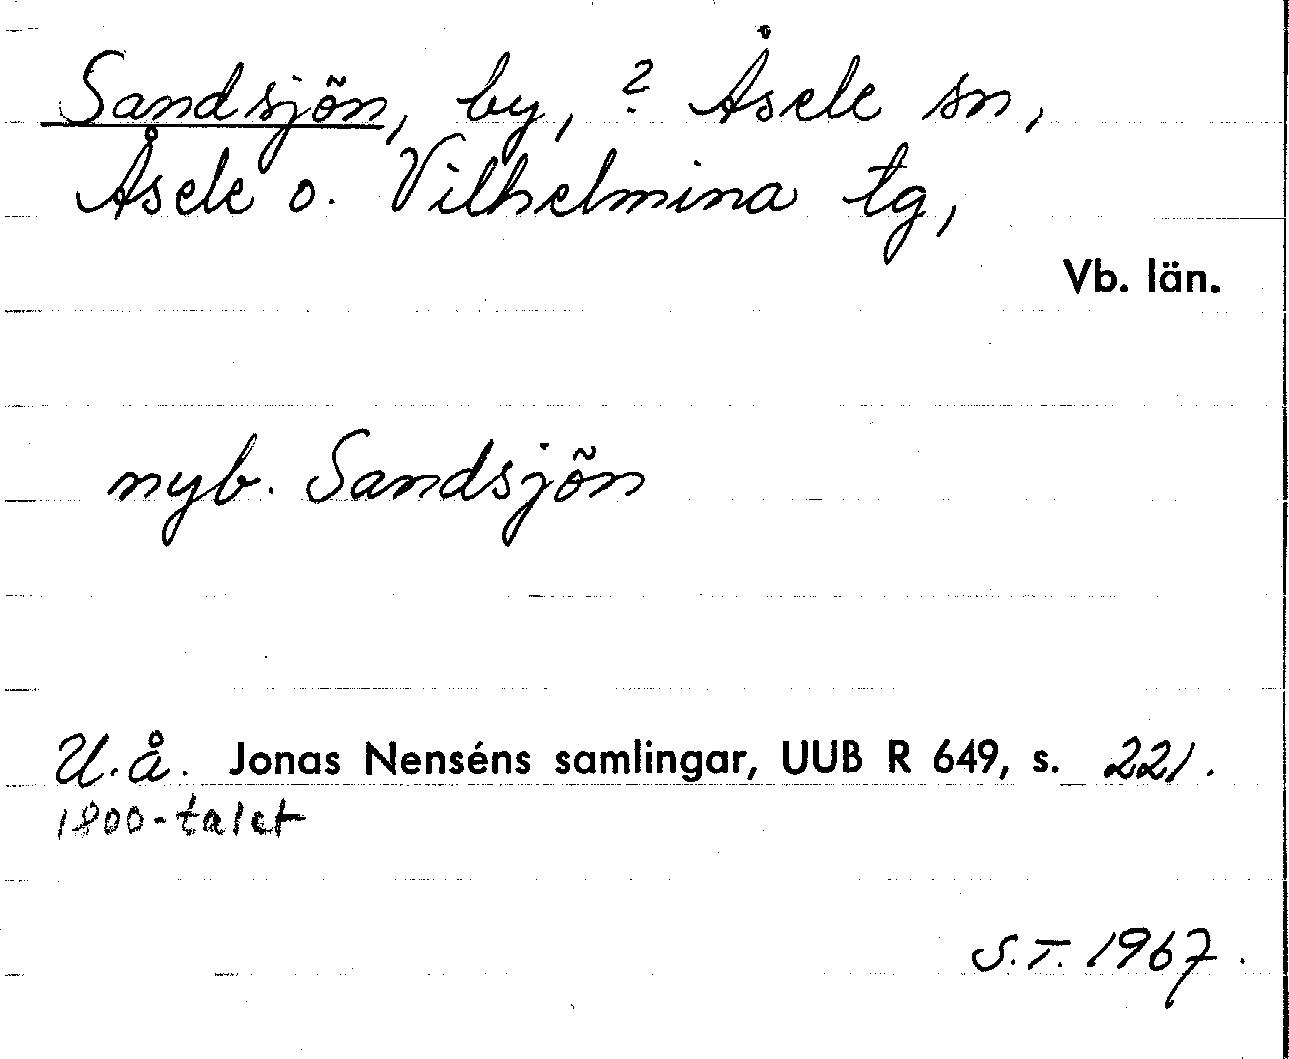 Sandsjön, by, ? Åsele sn,
Åsele o. Vilhelmina tg,
Vb. län.
nyb. Sandsjön
U.å. Jonas Nenséns samlingar, UUB R 649, s. 221.
1800-talet
S.T. 1967.